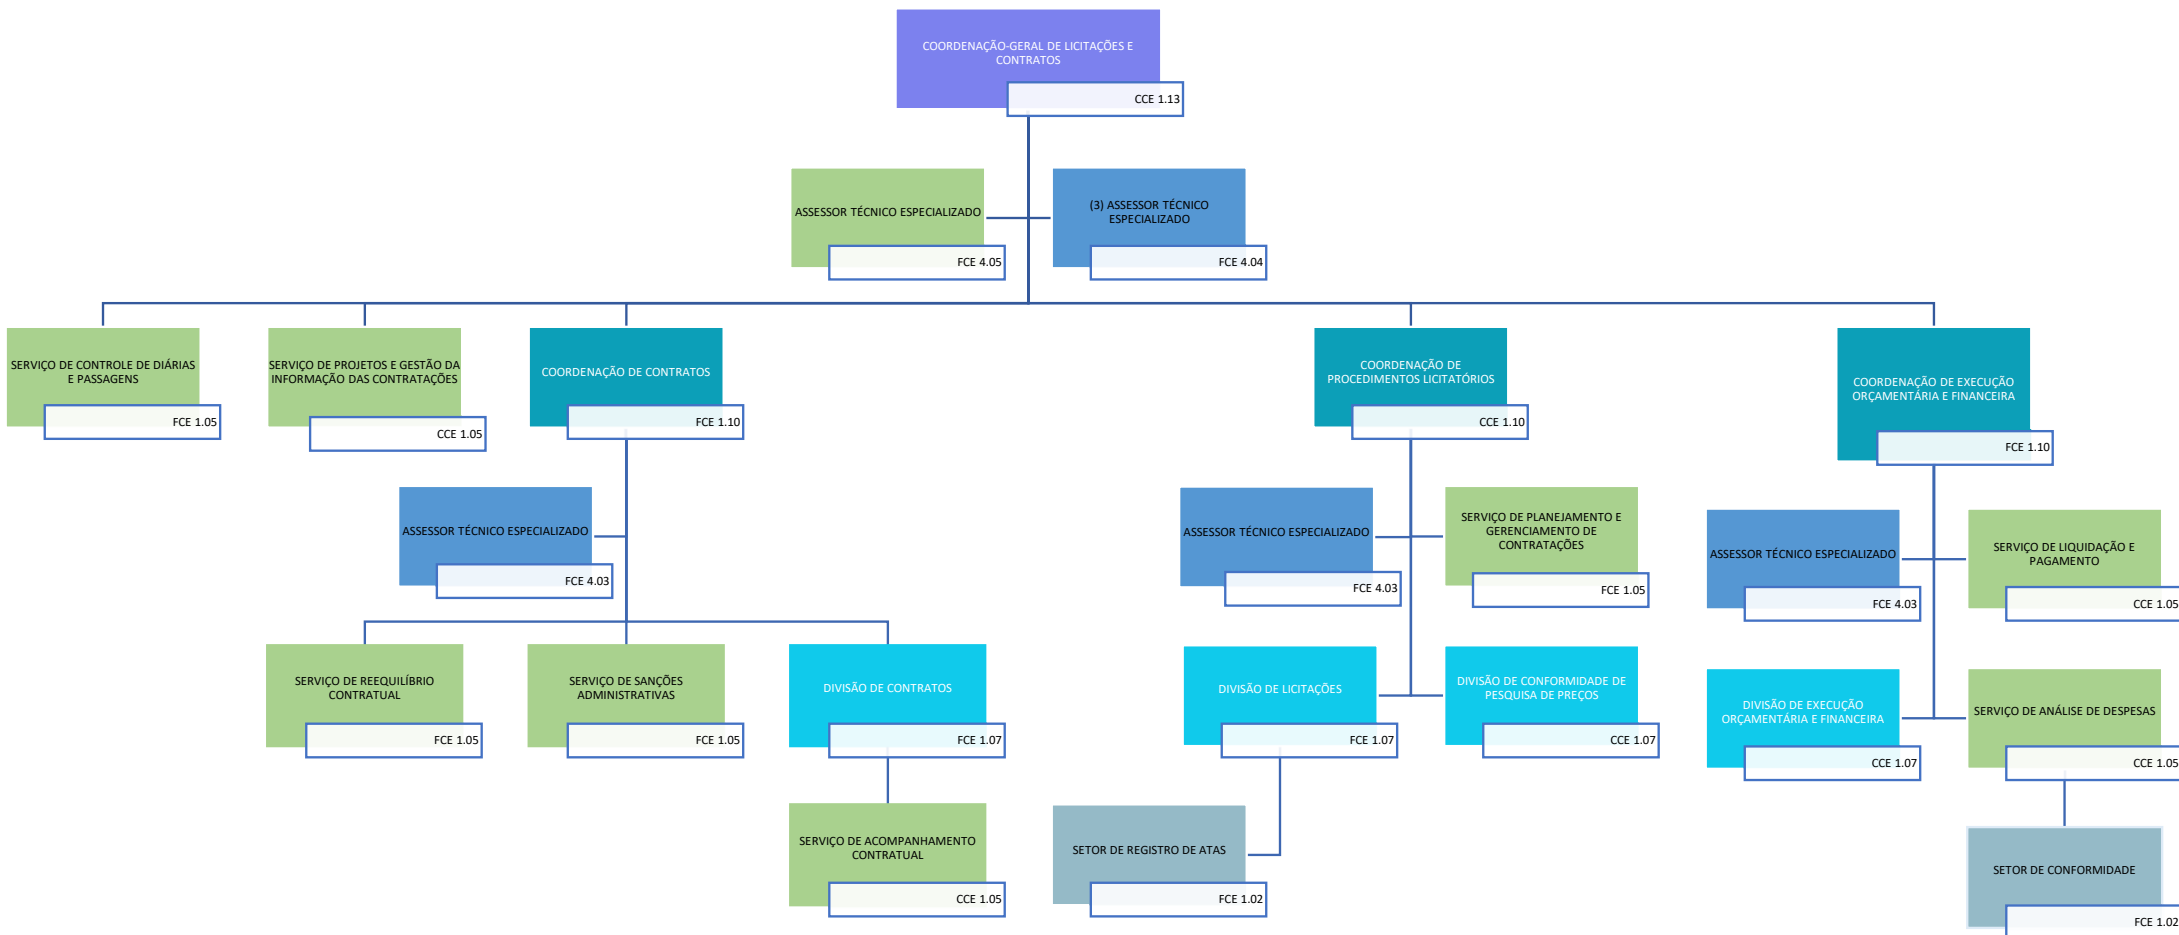 COORDENAÇÃO-GERAL DE LICITAÇÕES E
CONTRATOS
CCE 1.13
ASSESSOR TÉCNICO ESPECIALIZADO
FCE 4.05
(3) ASSESSOR TÉCNICO
ESPECIALIZADO
FCE 4.04
SERVIÇO DE CONTROLE DE DIÁRIAS
E PASSAGENS
FCE 1.05
SERVIÇO DE PROJETOS E GESTÃO DA
INFORMAÇÃO DAS CONTRATAÇÕES
CCE 1.05
COORDENAÇÃO DE CONTRATOS
FCE 1.10
COORDENAÇÃO DE
PROCEDIMENTOS LICITATÓRIOS
CCE 1.10
COORDENAÇÃO DE EXECUÇÃO
ORÇAMENTÁRIA E FINANCEIRA
FCE 1.10
ASSESSOR TÉCNICO ESPECIALIZADO
FCE 4.03
ASSESSOR TÉCNICO ESPECIALIZADO
FCE 4.03
SERVIÇO DE PLANEJAMENTO E
GERENCIAMENTO DE
CONTRATAÇÕES
FCE 1.05
ASSESSOR TÉCNICO ESPECIALIZADO
FCE 4.03
SERVIÇO DE LIQUIDAÇÃO E
PAGAMENTO
CCE 1.05
SERVIÇO DE REEQUILÍBRIO
CONTRATUAL
FCE 1.05
SERVIÇO DE SANÇÕES
ADMINISTRATIVAS
FCE 1.05
DIVISÃO DE CONTRATOS
FCE 1.07
DIVISÃO DE LICITAÇÕES
FCE 1.07
DIVISÃO DE CONFORMIDADE DE
PESQUISA DE PREÇOS
CCE 1.07
DIVISÃO DE EXECUÇÃO
ORÇAMENTÁRIA E FINANCEIRA
CCE 1.07
SERVIÇO DE ANÁLISE DE DESPESAS
CCE 1.05
SERVIÇO DE ACOMPANHAMENTO
CONTRATUAL
CCE 1.05
SETOR DE REGISTRO DE ATAS
FCE 1.02
SETOR DE CONFORMIDADE
FCE 1.02